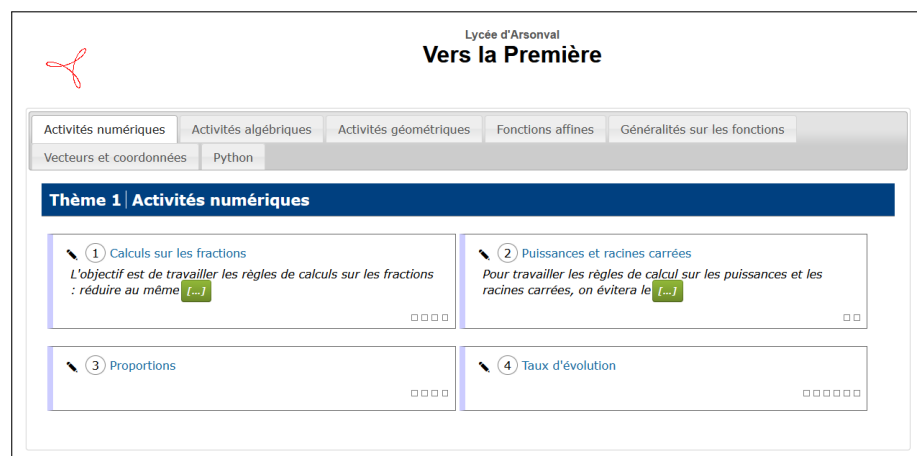 Lycée d'Arsonval
Vers la Première
Activités numériques Activités algébriques Activités géométriques Fonctions affines Généralités sur les fonctions
Vecteurs et coordonnées Python
Thème 1 Activités numériques
1 Calculs sur les fractions
L'objectif est de travailler les règles de calculs sur les fractions
: réduire au même [...]
2 Puissances et racines carrées
Pour travailler les règles de calcul sur les puissances et les
racines carrées, on évitera le [...]
3 Proportions
4 Taux d'évolution